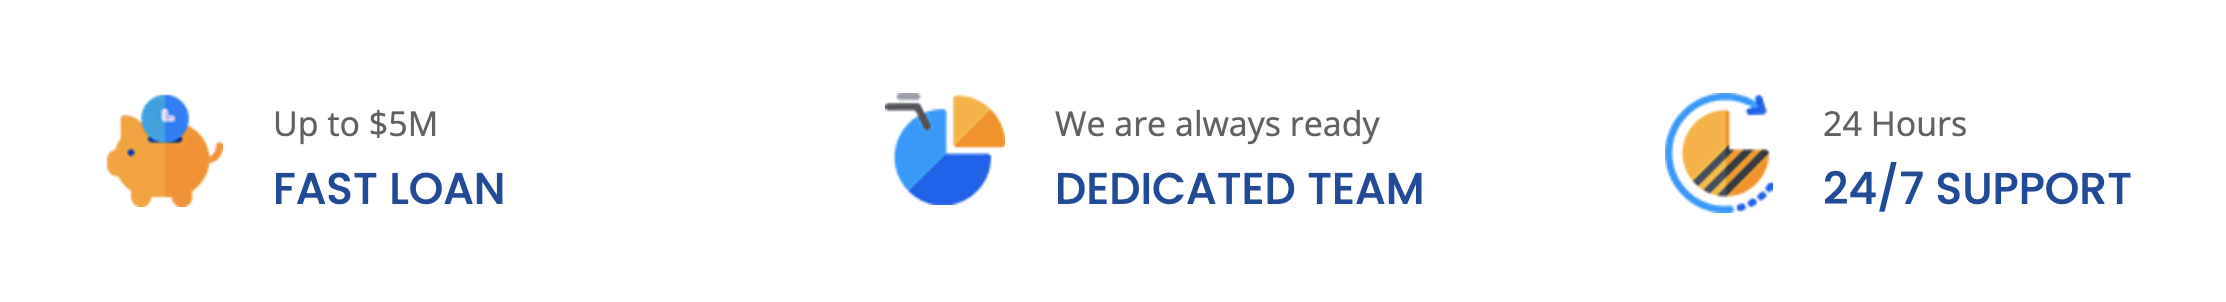 Up to $5M
FAST LOAN
We are always ready
DEDICATED TEAM
24 Hours
24/7 SUPPORT